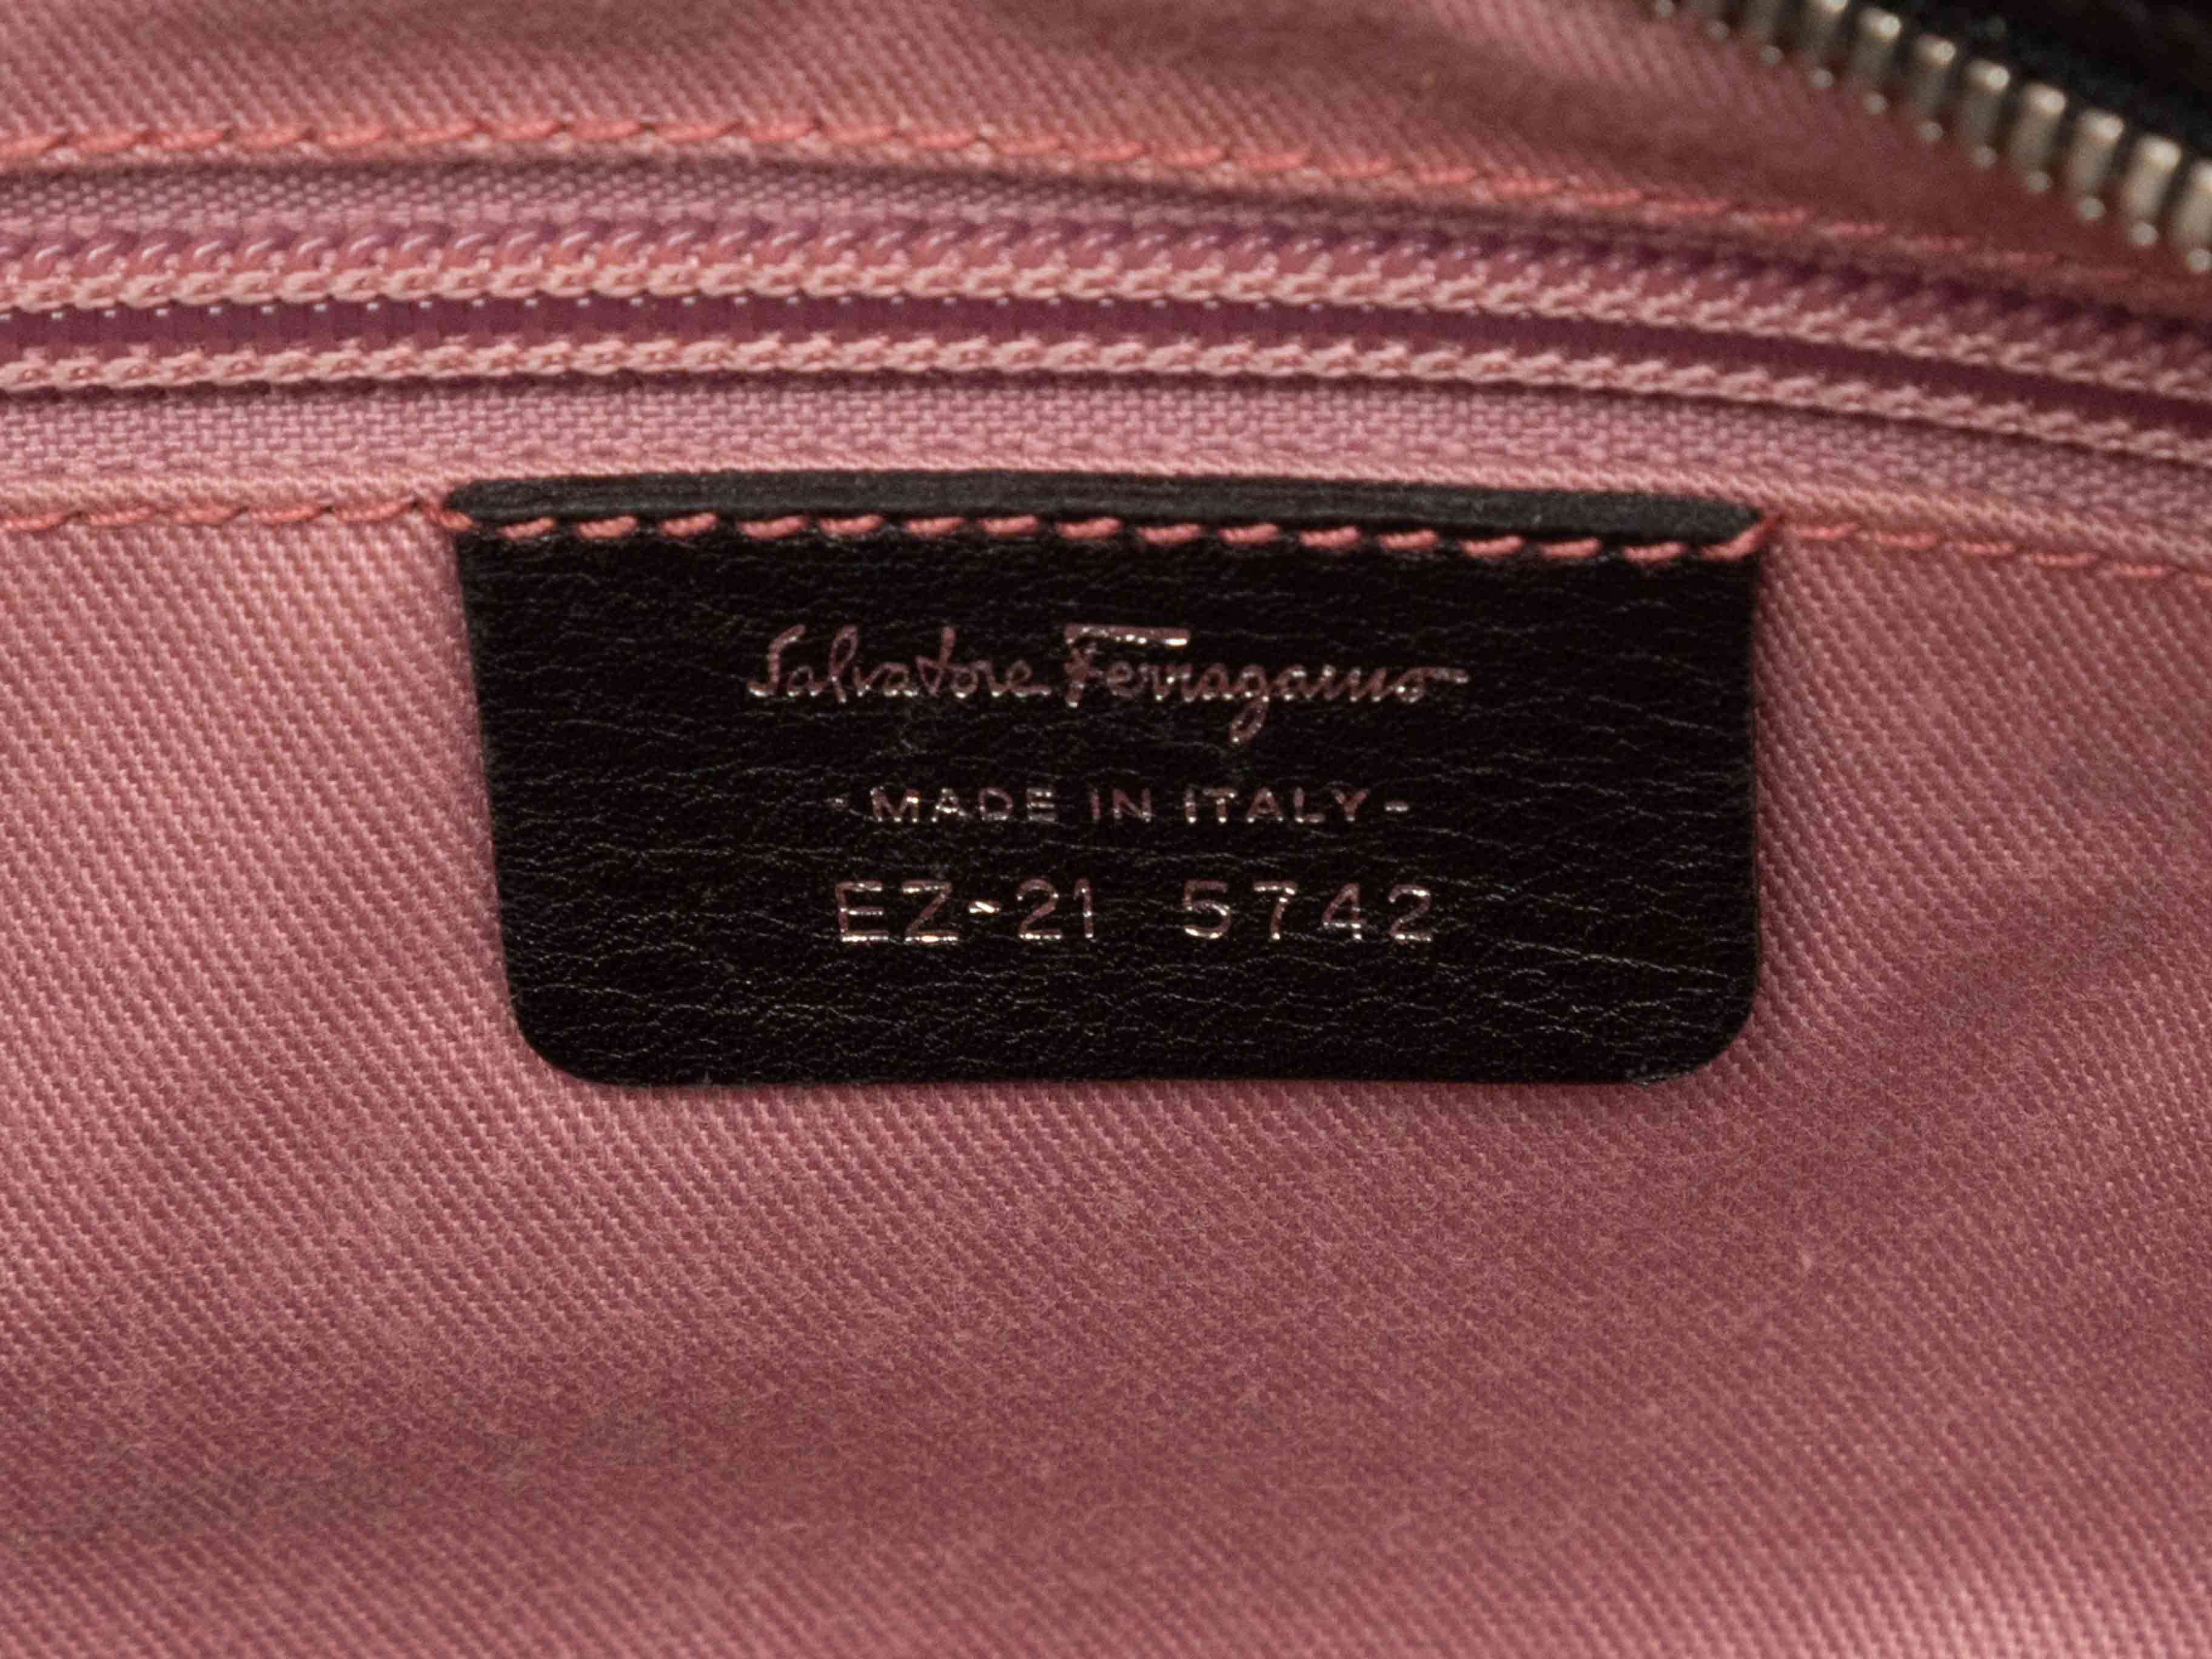 Salvatore Ferragamo
-MADE IN ITALY-
EZ-21 5742